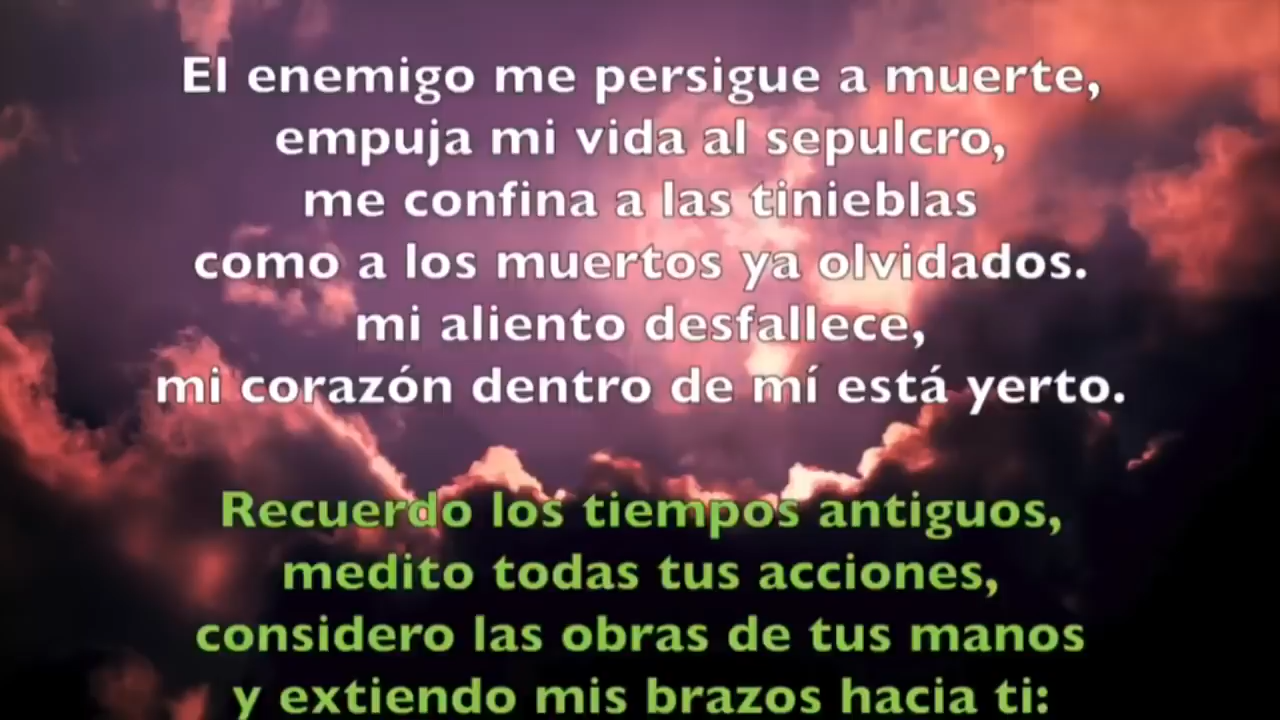 El enemigo me persigue a muerte,
empuja mi vida al sepulcro,
me confina a las tinieblas
como a los muertos ya olvidados.
mi aliento desfallece,
mi corazón dentro de mí está yerto.
Recuerdo los tiempos antiguos,
medito todas tus acciones,
considero las obras de tus manos
y extiendo mis brazos hacia ti: